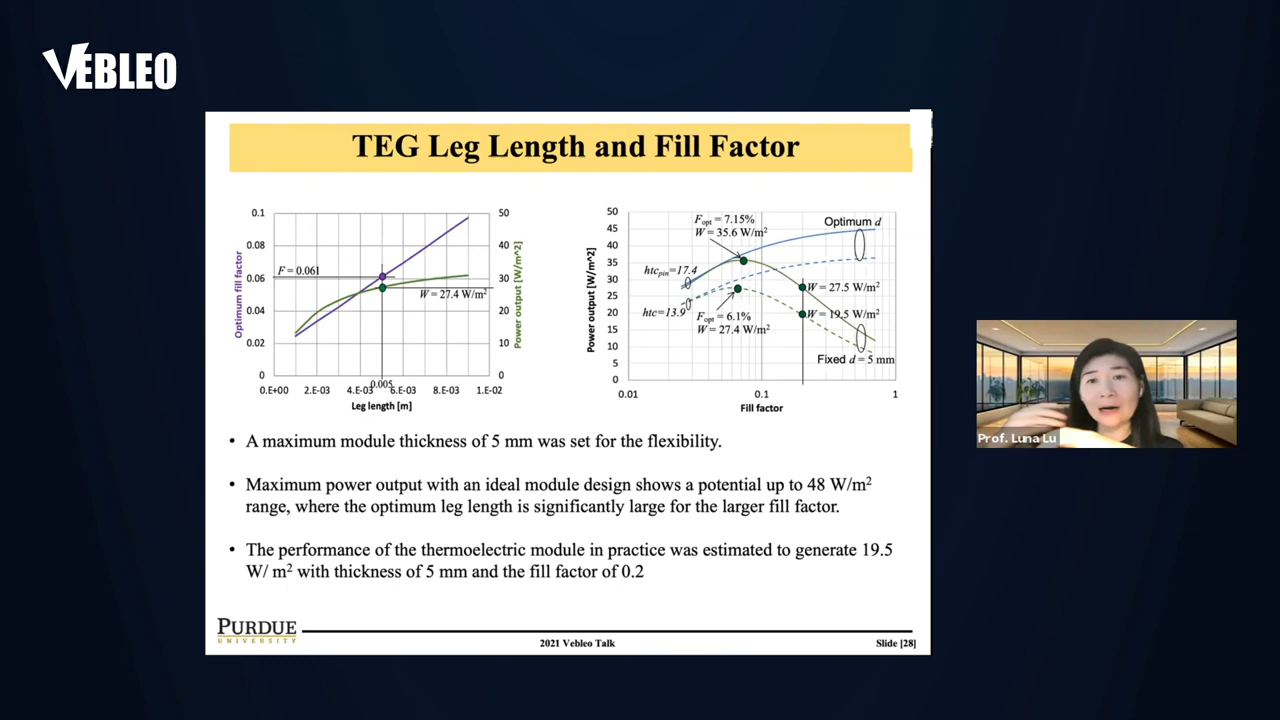 VEBLEO
TEG Leg Length and Fill Factor
0.1
0.08
0.06
0.04
0.02
0
Optimum fill factor
50
40
30
20
10
0
Power output [W/m^2]
F = 0.061
W = 27.4 W/m²
0.005
0.E+00 2.E-03 4.E-03 6.E-03 8.E-03 1.E-02
Leg length [m]
50
45
40
35
30
25
20
15
10
5
0
Power output [W/m^2]
Fopt = 7.15%
W = 35.6 W/m²
Optimum d
htcpin=17.4
htc=13.9
Fopt = 6.1%
W = 27.4 W/m²
W = 27.5 W/m²
W = 19.5 W/m²
Fixed d = 5 mm
0.01 0.1 1
Fill factor
• A maximum module thickness of 5 mm was set for the flexibility.
• Maximum power output with an ideal module design shows a potential up to 48 W/m²
range, where the optimum leg length is significantly large for the larger fill factor.
• The performance of the thermoelectric module in practice was estimated to generate 19.5
W/ m² with thickness of 5 mm and the fill factor of 0.2
PURDUE
UNIVERSITY
2021 Vebleo Talk
Slide [28]
Prof. Luna Lu